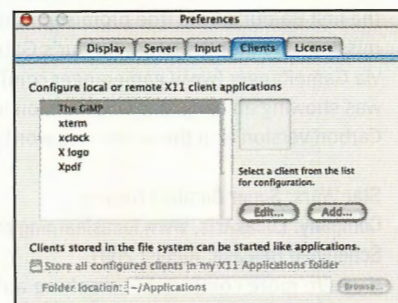 Preferences
Display Server Input Clients License
Configure local or remote X11 client applications
The GIMP
xterm
xclock
X logo
Xpdf
Select a client from the list
for configuration.
Edit... Add...
Clients stored in the file system can be started like applications.
Store all configured clients in my X11 Applications folder
Folder location: ~/Applications Browse...